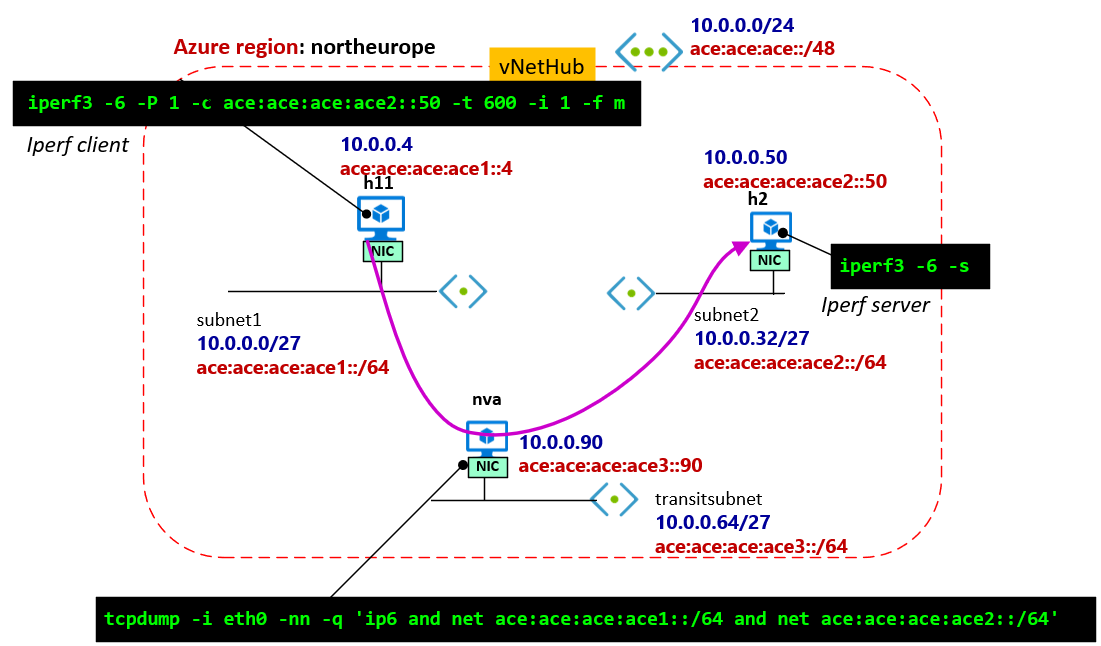 10.0.0.0/24
ace:ace:ace::/48
Azure region: northeurope
vNetHub
iperf3 -6 -P 1 -c ace:ace:ace:ace2::50 -t 600 -i 1 -f m
Iperf client
10.0.0.4
ace:ace:ace:ace1::4
h11
NIC
10.0.0.50
ace:ace:ace:ace2::50
h2
NIC
iperf3 -6 -s
Iperf server
subnet1
10.0.0.0/27
ace:ace:ace:ace1::/64
subnet2
10.0.0.32/27
ace:ace:ace:ace2::/64
nva
NIC
10.0.0.90
ace:ace:ace:ace3::90
transitsubnet
10.0.0.64/27
ace:ace:ace:ace3::/64
tcpdump -i eth0 -nn -q 'ip6 and net ace:ace:ace:ace1::/64 and net ace:ace:ace:ace2::/64'